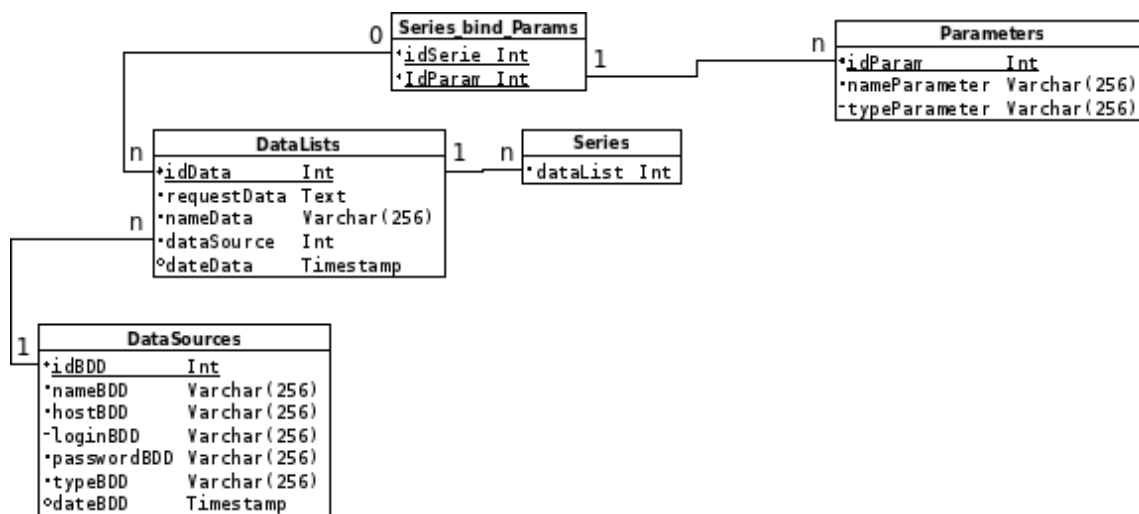 Series_bind_Params
idSerie Int
IdParam Int
0
1
n
Parameters
idParam Int
nameParameter Varchar(256)
typeParameter Varchar(256)
DataLists
idData Int
requestData Text
nameData Varchar(256)
dataSource Int
dateData Timestamp
n
n
1
n
Series
dataList Int
1
DataSources
idBDD Int
nameBDD Varchar(256)
hostBDD Varchar(256)
loginBDD Varchar(256)
passwordBDD Varchar(256)
typeBDD Varchar(256)
dateBDD Timestamp